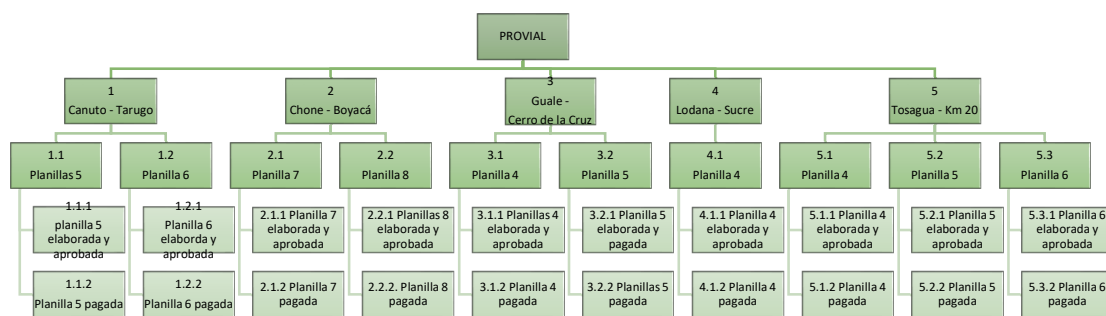 PROVIAL
1
Canuto - Tarugo
2
Chone - Boyacá
3
Guale -
Cerro de la Cruz
4
Lodana - Sucre
5
Tosagua - Km 20
1.1
Planillas 5
1.2
Planilla 6
2.1
Planilla 7
2.2
Planilla 8
3.1
Planilla 4
3.2
Planilla 5
4.1
Planilla 4
5.1
Planilla 4
5.2
Planilla 5
5.3
Planilla 6
1.1.1
planilla 5
elaborada y
aprobada
1.2.1
Planilla 6
elaborda y
aprobada
2.1.1 Planilla 7
elaborada y
aprobada
2.2.1 Planillas 8
elaborada y
aprobada
3.1.1 Planillas 4
elaborada y
aprobada
3.2.1 Planilla 5
elaborada y
pagada
4.1.1 Planilla 4
elaborada y
aprobada
5.1.1 Planilla 4
elaborada y
aprobada
5.2.1 Planilla 5
elaborada y
aprobada
5.3.1 Planilla 6
elaborada y
aprobada
1.1.2
Planilla 5 pagada
1.2.2
Planilla 6 pagada
2.1.2 Planilla 7
pagada
2.2.2. Planilla 8
pagada
3.1.2 Planilla 4
pagada
3.2.2 Planillas 5
pagada
4.1.2 Planilla 4
pagada
5.1.2 Planilla 4
pagada
5.2.2 Planilla 5
pagada
5.3.2 Planilla 6
pagada